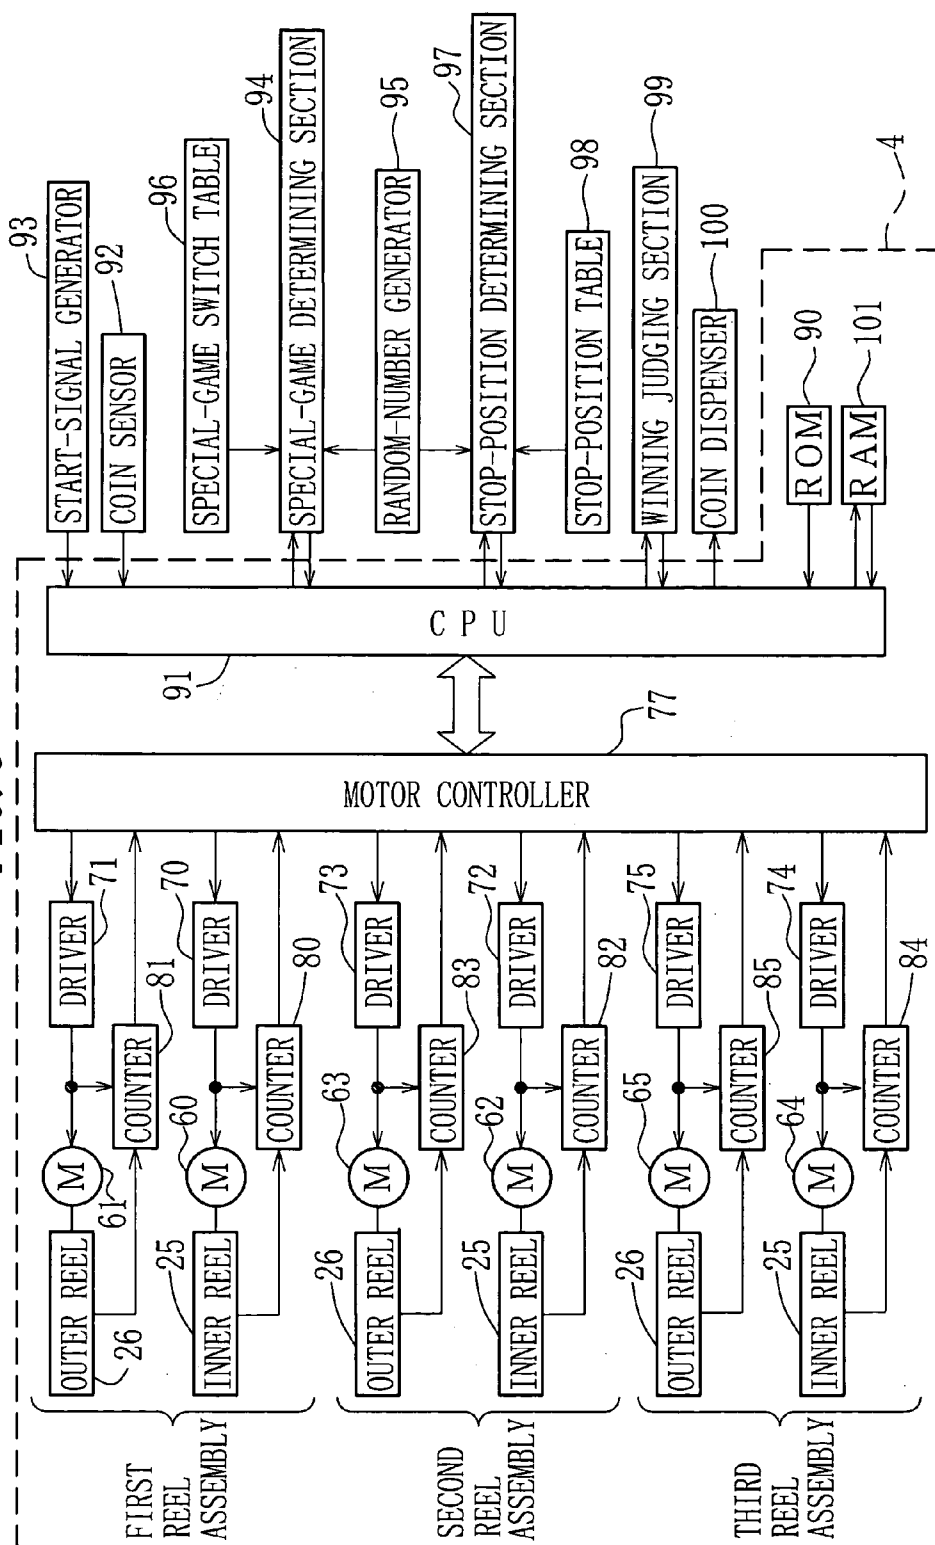 START-SIGNAL GENERATOR
93
COIN SENSOR
92
SPECIAL-GAME SWITCH TABLE
96
SPECIAL-GAME DETERMINING SECTION
94
RANDOM-NUMBER GENERATOR
95
STOP-POSITION DETERMINING SECTION
97
STOP-POSITION TABLE
98
WINNING JUDGING SECTION
99
COIN DISPENSER
100
4
ROM
90
RAM
101
CPU
91
77
MOTOR CONTROLLER
DRIVER
71
COUNTER
81
DRIVER
70
COUNTER
80
DRIVER
73
COUNTER
83
DRIVER
72
COUNTER
82
DRIVER
75
COUNTER
85
DRIVER
74
COUNTER
84
M
61
M
60
M
63
M
62
M
65
M
64
OUTER REEL
26
INNER REEL
25
OUTER REEL
26
INNER REEL
25
OUTER REEL
26
INNER REEL
25
FIRST
REEL
ASSEMBLY
SECOND
REEL
ASSEMBLY
THIRD
REEL
ASSEMBLY